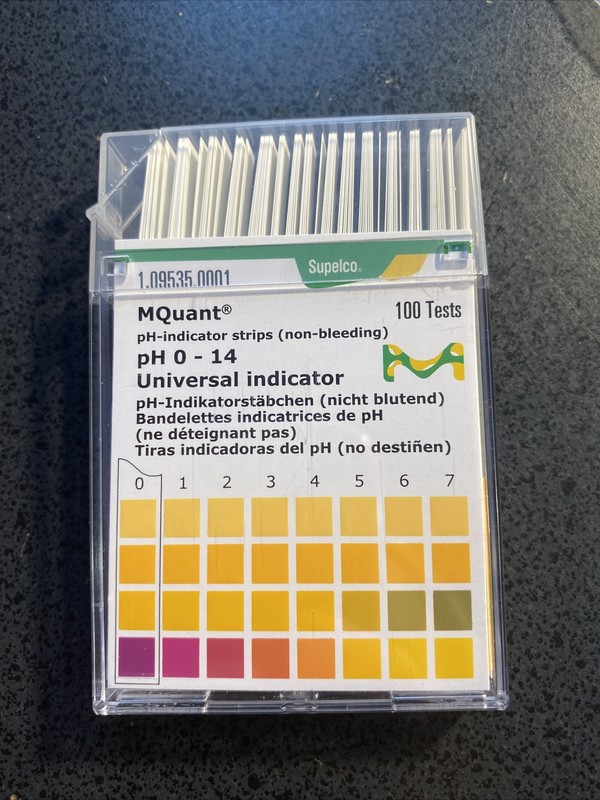 1.09535.0001
Supelco®
MQuant®
100 Tests
pH-indicator strips (non-bleeding)
pH 0 - 14
Universal indicator
pH-Indikatorstäbchen (nicht blutend)
Bandelettes indicatrices de pH
(ne déteignant pas)
Tiras indicadoras del pH (no destiñen)
0 1 2 3 4 5 6 7